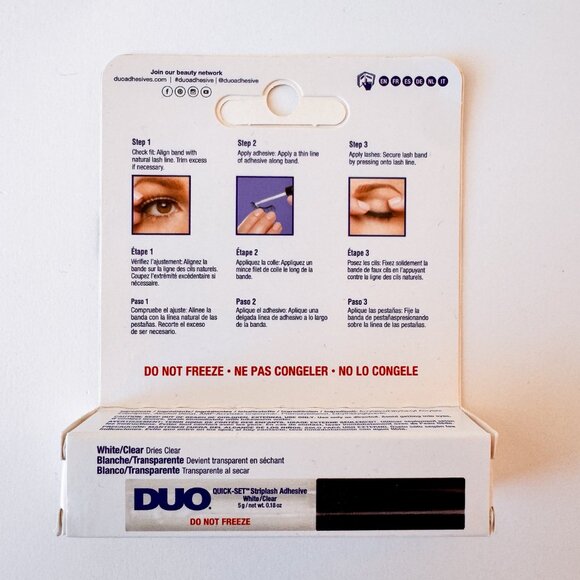 Join our beauty network
duoadhesives.com | #duoadhesive | @duoadhesive
EN FR ES DE NL IT
Step 1
Check fit: Align band with
natural lash line. Trim excess
if necessary.
Step 2
Apply adhesive: Apply a thin line
of adhesive along band.
Step 3
Apply lashes: Secure lash band
by pressing onto lash line.
Étape 1
Vérifiez l'ajustement: Alignez la
bande sur la ligne des cils naturels.
Coupez l'extrémité excédentaire si
nécessaire.
Étape 2
Appliquez la colle: Appliquez un
mince filet de colle le long de la
bande.
Étape 3
Posez les cils: Fixez solidement la
bande de faux cils en l'appuyant
contre la ligne des cils naturels.
Paso 1
Compruebe el ajuste: Alinee la
banda con la línea natural de las
pestañas. Recorte el exceso
de ser necesario.
Paso 2
Aplique el adhesivo: Aplique una
delgada línea de adhesivo a lo largo
de la banda.
Paso 3
Aplique las pestañas: Fije la
banda de pestañaspresionando
sobre la línea de las pestañas.
DO NOT FREEZE • NE PAS CONGELER • NO LO CONGELE
White/Clear Dries Clear
Blanche/Transparente Devient transparent en séchant
Blanco/Transparente Transparente al secar
DUO
QUICK-SET™ Striplash Adhesive
White/Clear
5 g / net wt. 0.18 oz
DO NOT FREEZE